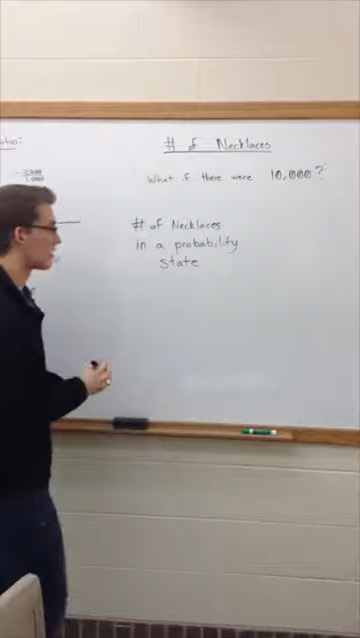 # of Necklaces
What if there were 10,000?
# of Necklaces
in a probability
state